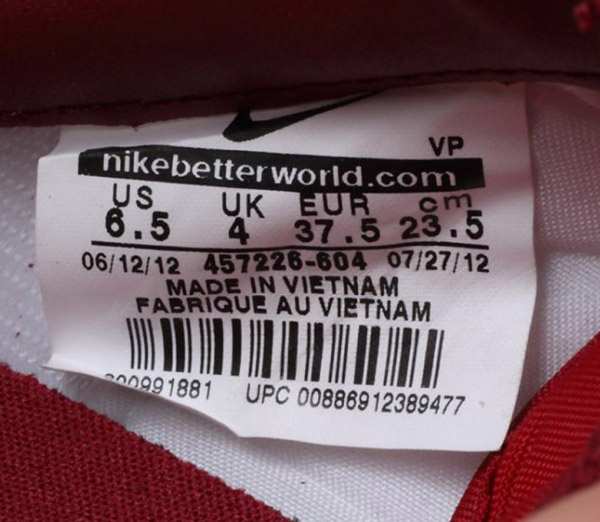 VP
nikebetterworld.com
US UK EUR cm
6.5 4 37.5 23.5
06/12/12 457226-604 07/27/12
MADE IN VIETNAM
FABRIQUE AU VIETNAM
UPC 00886912389477